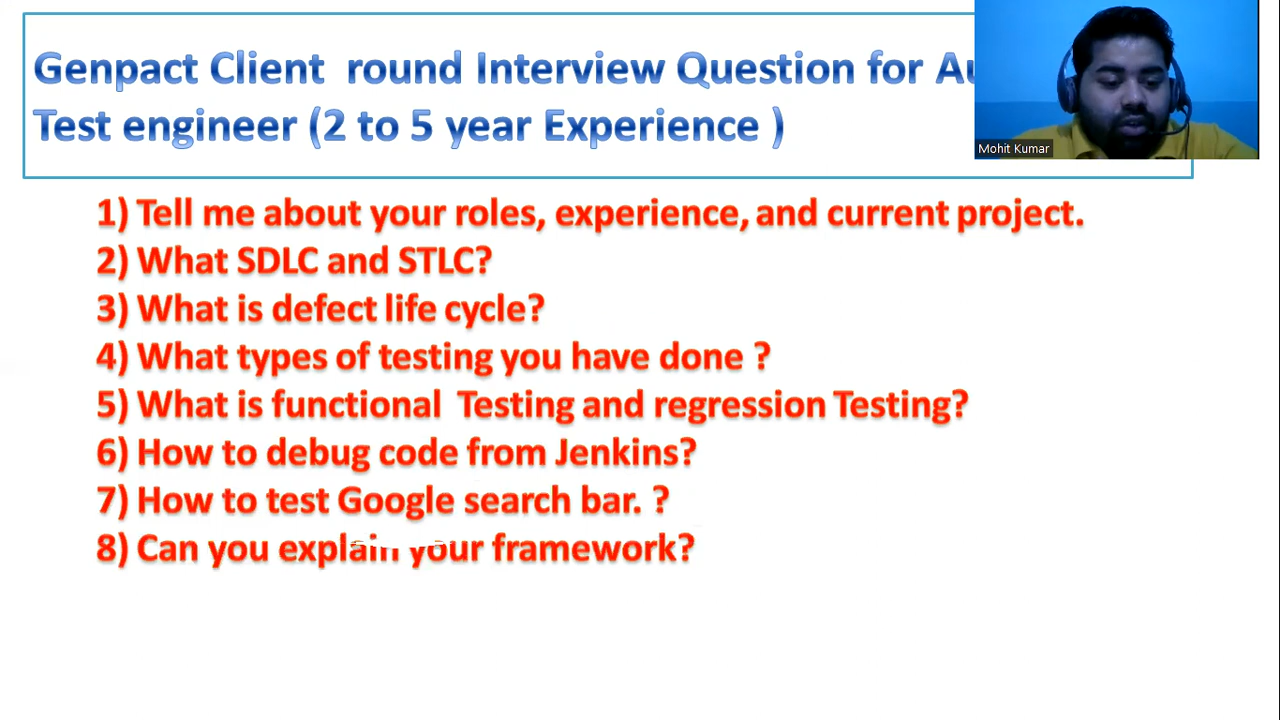 Genpact Client round Interview Question for Au
Test engineer (2 to 5 year Experience )
Mohit Kumar
1) Tell me about your roles, experience, and current project.
2) What SDLC and STLC?
3) What is defect life cycle?
4) What types of testing you have done ?
5) What is functional Testing and regression Testing?
6) How to debug code from Jenkins?
7) How to test Google search bar. ?
8) Can you explain your framework?